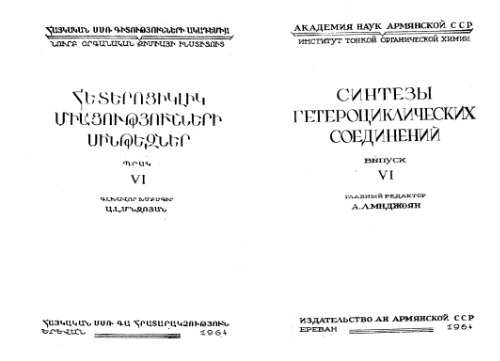 ՀԱՅԿԱԿԱՆ ՍՍՌ ԳԻՏՈՒԹՅՈՒՆՆԵՐԻ ԱԿԱԴԵՄԻԱ
ՆՈՒՐԲ ՕՐԳԱՆԱԿԱՆ ՔԻՄԻԱՅԻ ԻՆՍՏԻՏՈՒՏ
ՀԵՏԵՐՈՑԻԿԼԻԿ
ՄԻԱՑՈՒԹՅՈՒՆՆԵՐԻ
ՍԻՆԹԵԶՆԵՐ
ՊՐԱԿ
VI
ԳԼԽԱՎՈՐ ԽՄԲԱԳԻՐ
Ա.Լ.ՄՆՋՈՅԱՆ
ՀԱՅԿԱԿԱՆ ՍՍՌ ԳԱ ՀՐԱՏԱՐԱԿՉՈՒԹՅՈՒՆ
ԵՐԵՎԱՆ 1964
АКАДЕМИЯ НАУК АРМЯНСКОЙ ССР
ИНСТИТУТ ТОНКОЙ ОРГАНИЧЕСКОЙ ХИМИИ
СИНТЕЗЫ
ГЕТЕРОЦИКЛИЧЕСКИХ
СОЕДИНЕНИЙ
ВЫПУСК
VI
ГЛАВНЫЙ РЕДАКТОР
А.Л.МНДЖОЯН
ИЗДАТЕЛЬСТВО АН АРМЯНСКОЙ ССР
ЕРЕВАН 1964